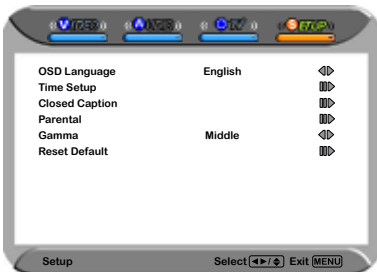 VIDEO AUDIO TV SETUP
OSD Language English
Time Setup
Closed Caption
Parental
Gamma Middle
Reset Default
Setup Select ◄►/◆ Exit MENU